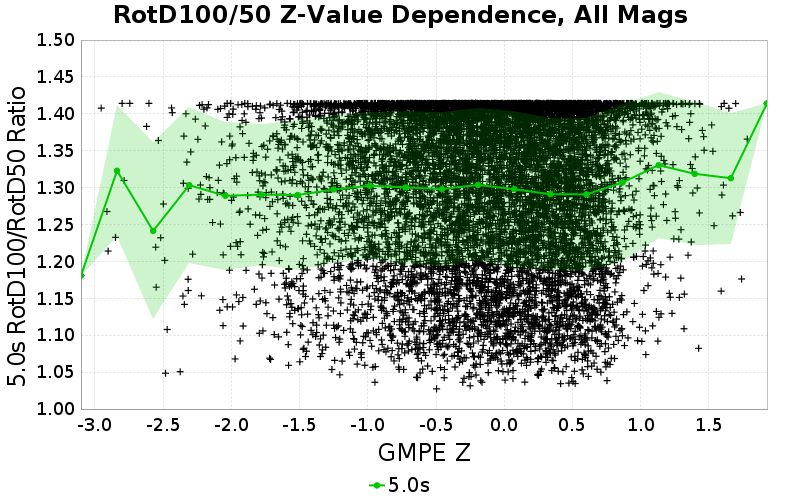 RotD100/50 Z-Value Dependence, All Mags
5.0s RotD100/RotD50 Ratio
1.50
1.45
1.40
1.35
1.30
1.25
1.20
1.15
1.10
1.05
1.00
-3.0 -2.5 -2.0 -1.5 -1.0 -0.5 0.0 0.5 1.0 1.5
GMPE Z
5.0s